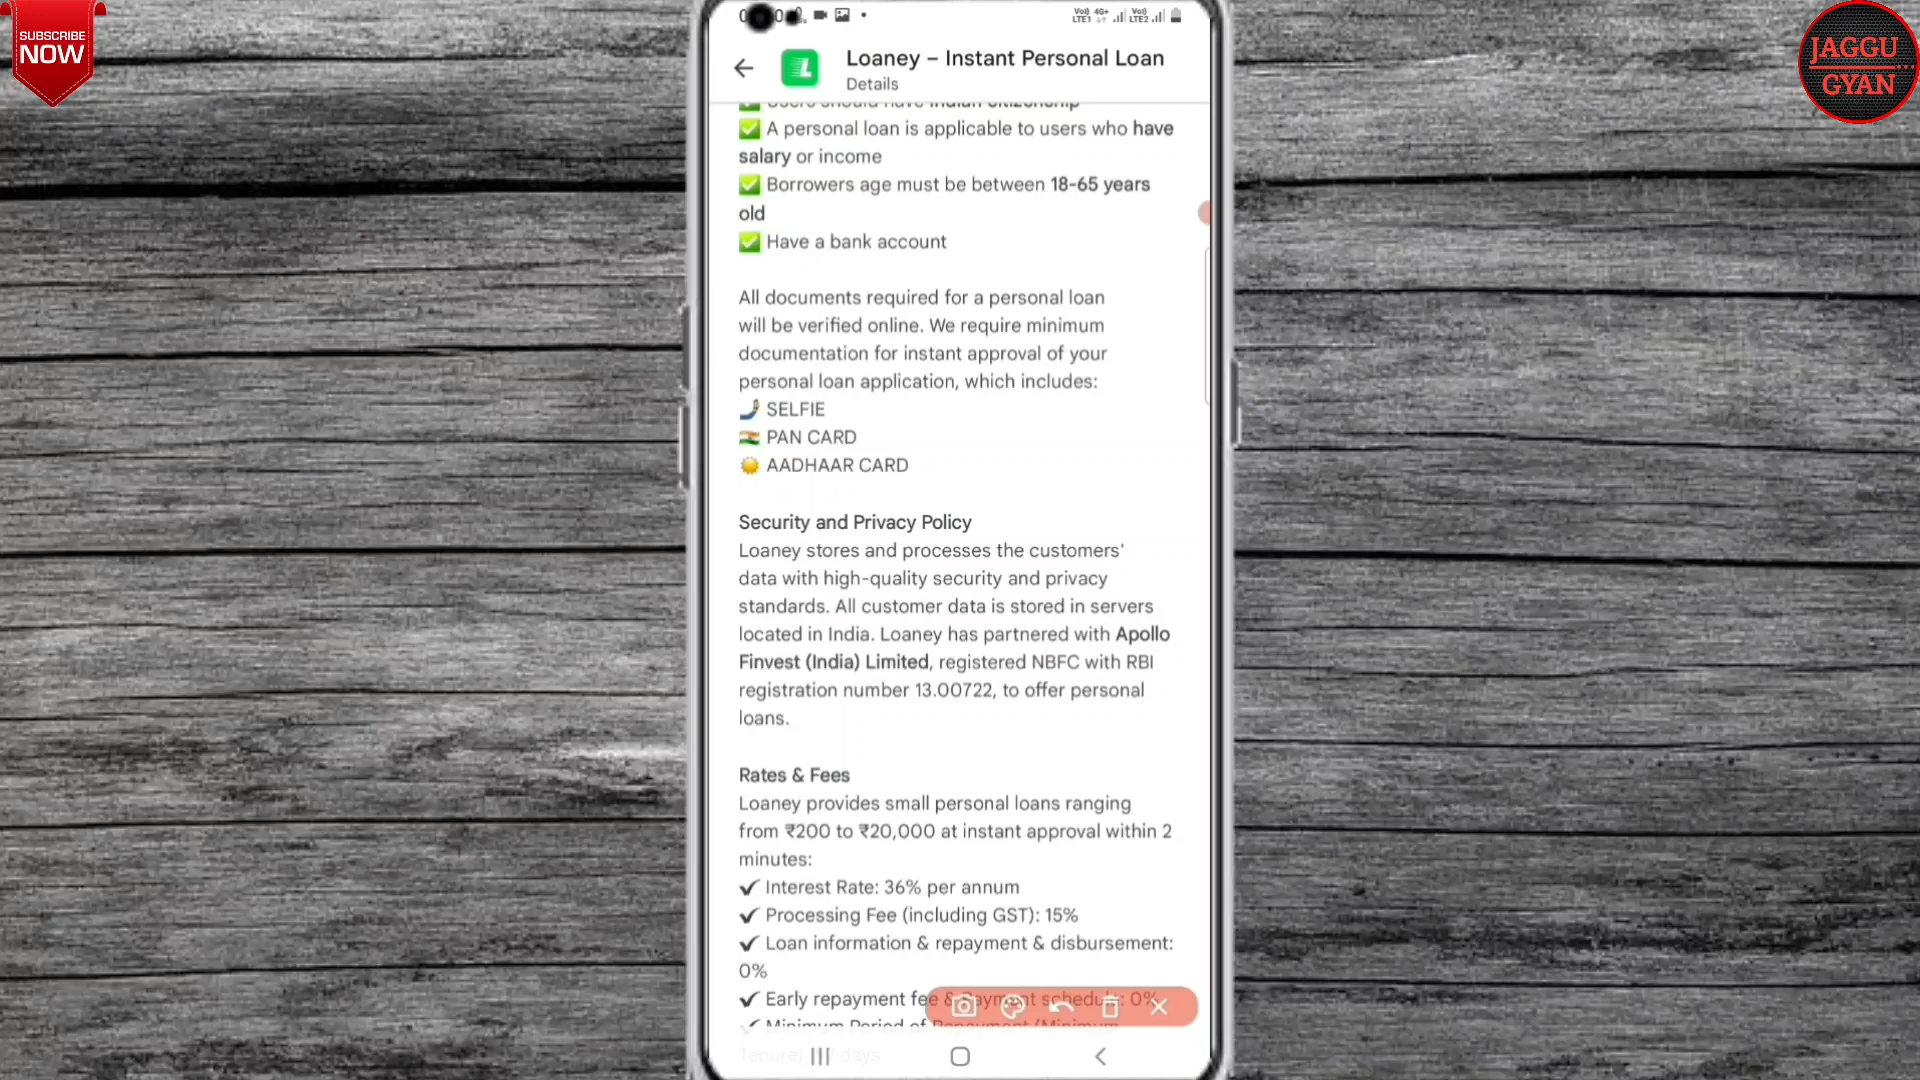 SUBSCRIBE
NOW
JAGGU
GYAN
Loaney – Instant Personal Loan
Details
Users should have Indian citizenship
✅ A personal loan is applicable to users who have
salary or income
✅ Borrowers age must be between 18-65 years
old
✅ Have a bank account
All documents required for a personal loan
will be verified online. We require minimum
documentation for instant approval of your
personal loan application, which includes:
🤳 SELFIE
🇮🇳 PAN CARD
☀️ AADHAAR CARD
Security and Privacy Policy
Loaney stores and processes the customers'
data with high-quality security and privacy
standards. All customer data is stored in servers
located in India. Loaney has partnered with Apollo
Finvest (India) Limited, registered NBFC with RBI
registration number 13.00722, to offer personal
loans.
Rates & Fees
Loaney provides small personal loans ranging
from ₹200 to ₹20,000 at instant approval within 2
minutes:
✔ Interest Rate: 36% per annum
✔ Processing Fee (including GST): 15%
✔ Loan information & repayment & disbursement:
0%
✔ Early repayment fee & Payment schedule: 0%
✔ Minimum Period of Repayment (Minimum
days